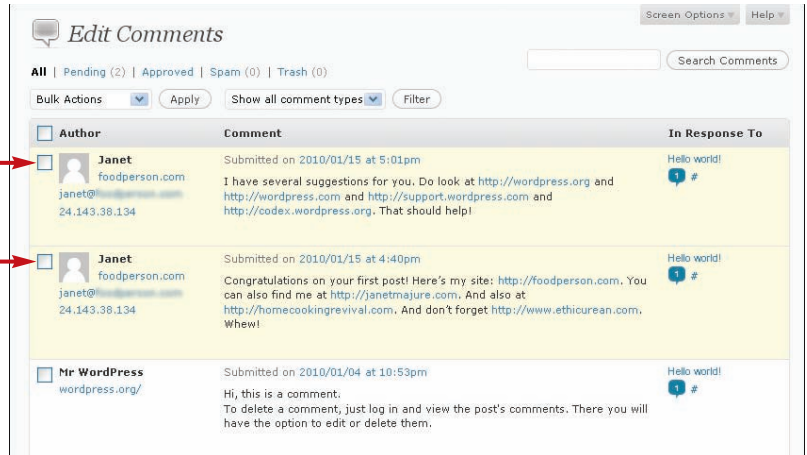 Screen Options Help
Edit Comments
Search Comments
All | Pending (2) | Approved | Spam (0) | Trash (0)
Bulk Actions Apply Show all comment types Filter
Author Comment In Response To
Janet
foodperson.com
janet@
24.143.38.134
Submitted on 2010/01/15 at 5:01pm
I have several suggestions for you. Do look at http://wordpress.org and
http://wordpress.com and http://support.wordpress.com and
http://codex.wordpress.org. That should help!
Hello world!
1 #
Janet
foodperson.com
janet@
24.143.38.134
Submitted on 2010/01/15 at 4:40pm
Congratulations on your first post! Here's my site: http://foodperson.com. You
can also find me at http://janetmajure.com. And also at
http://homecookingrevival.com. And don't forget http://www.ethicurean.com.
Whew!
Hello world!
1 #
Mr WordPress
wordpress.org/
Submitted on 2010/01/04 at 10:53pm
Hi, this is a comment.
To delete a comment, just log in and view the post's comments. There you will
have the option to edit or delete them.
Hello world!
1 #